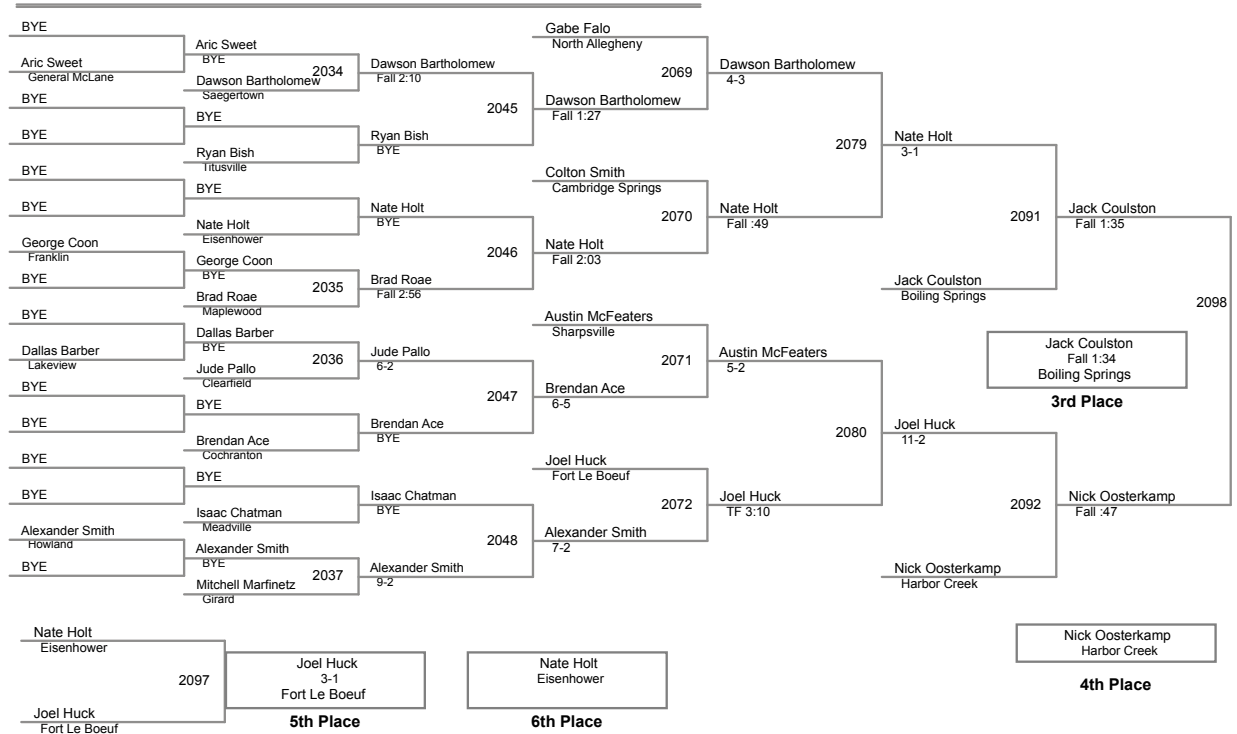 BYE
Aric Sweet
General McLane
BYE
BYE
BYE
BYE
George Coon
Franklin
BYE
BYE
Dallas Barber
Lakeview
BYE
BYE
BYE
BYE
Alexander Smith
Howland
BYE
Aric Sweet
BYE
2034
Dawson Bartholomew
Saegertown
BYE
Ryan Bish
Titusville
BYE
Nate Holt
Eisenhower
George Coon
BYE
2035
Brad Roae
Maplewood
Dallas Barber
BYE
2036
Jude Pallo
Clearfield
BYE
Brendan Ace
Cochranton
BYE
Isaac Chatman
Meadville
Alexander Smith
BYE
2037
Mitchell Marfinetz
Girard
Dawson Bartholomew
Fall 2:10
2045
Ryan Bish
BYE
Nate Holt
BYE
2046
Brad Roae
Fall 2:56
Jude Pallo
6-2
2047
Brendan Ace
BYE
Isaac Chatman
BYE
2048
Alexander Smith
9-2
Gabe Falo
North Allegheny
2069
Dawson Bartholomew
Fall 1:27
Colton Smith
Cambridge Springs
2070
Nate Holt
Fall 2:03
Austin McFeaters
Sharpsville
2071
Brendan Ace
6-5
Joel Huck
Fort Le Boeuf
2072
Alexander Smith
7-2
Dawson Bartholomew
4-3
2079
Nate Holt
Fall :49
Austin McFeaters
5-2
2080
Joel Huck
TF 3:10
Nate Holt
3-1
2091
Jack Coulston
Boiling Springs
Joel Huck
11-2
2092
Nick Oosterkamp
Harbor Creek
Jack Coulston
Fall 1:35
2098
Nick Oosterkamp
Fall :47
Jack Coulston
Fall 1:34
Boiling Springs
3rd Place
Nick Oosterkamp
Harbor Creek
4th Place
Nate Holt
Eisenhower
2097
Joel Huck
Fort Le Boeuf
Joel Huck
3-1
Fort Le Boeuf
5th Place
Nate Holt
Eisenhower
6th Place